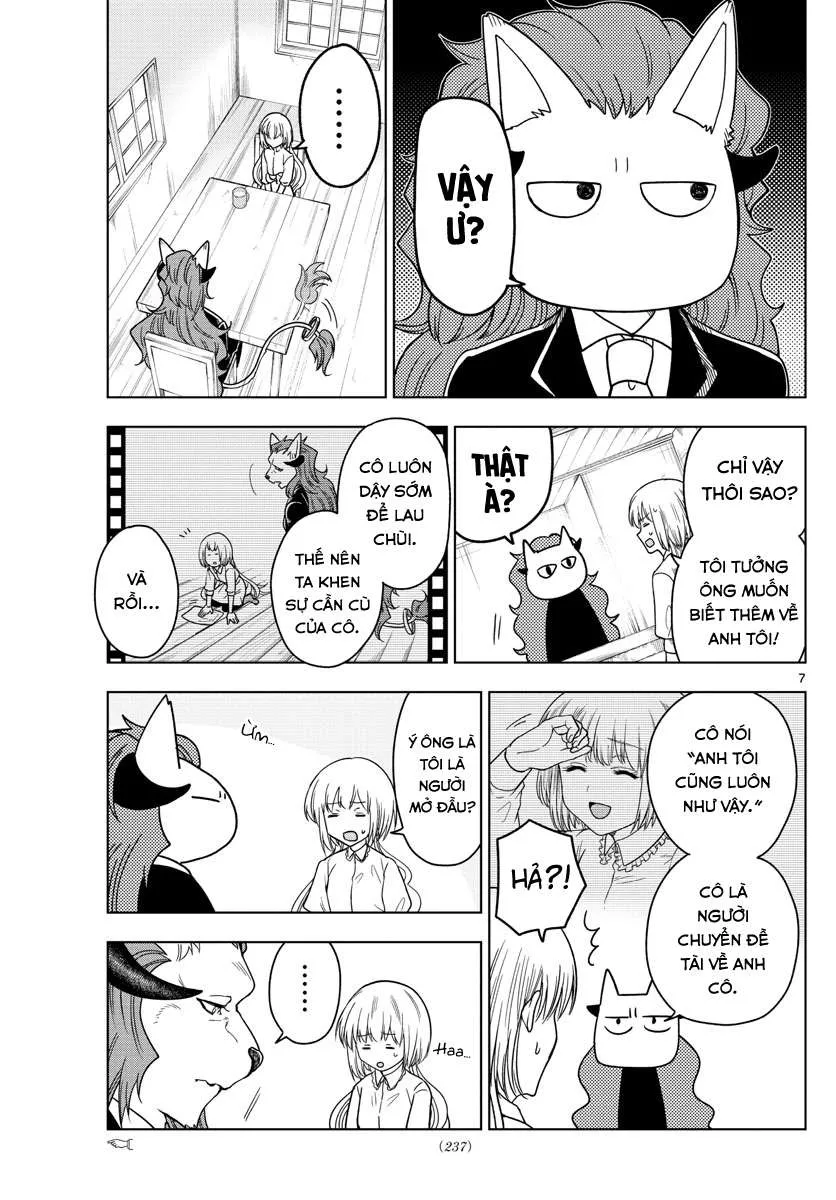 VẬY
Ư?
......
CHỈ VẬY
THÔI SAO?
TÔI TƯỞNG
ÔNG MUỐN
BIẾT THÊM VỀ
ANH TÔI!
THẬT
À?
CÔ LUÔN
DẬY SỚM
ĐỂ LAU
CHÙI.
THẾ NÊN
TA KHEN
SỰ CẦN CÙ
CỦA CÔ.
VÀ
RỒI...
7
CÔ NÓI
"ANH TÔI
CŨNG LUÔN
NHƯ VẬY."
CÔ LÀ
NGƯỜI
CHUYỂN ĐỀ
TÀI VỀ ANH
CÔ.
HẢ?!
Ý ÔNG LÀ
TÔI LÀ
NGƯỜI
MỞ ĐẦU?
Ừm...
......
Haa...
(237)